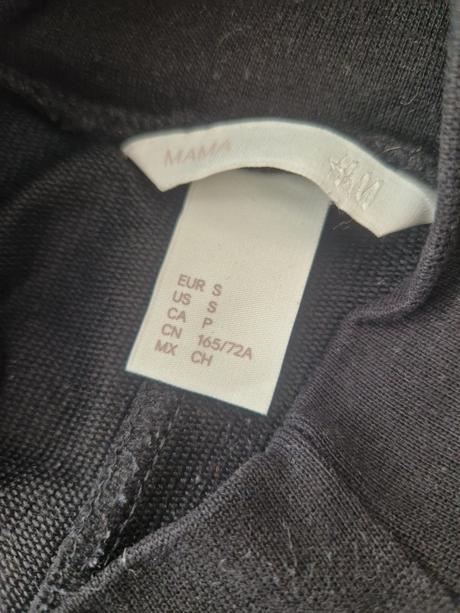 MAMA H&M
EUR S
US S
CA P
CN 165/72A
MX CH